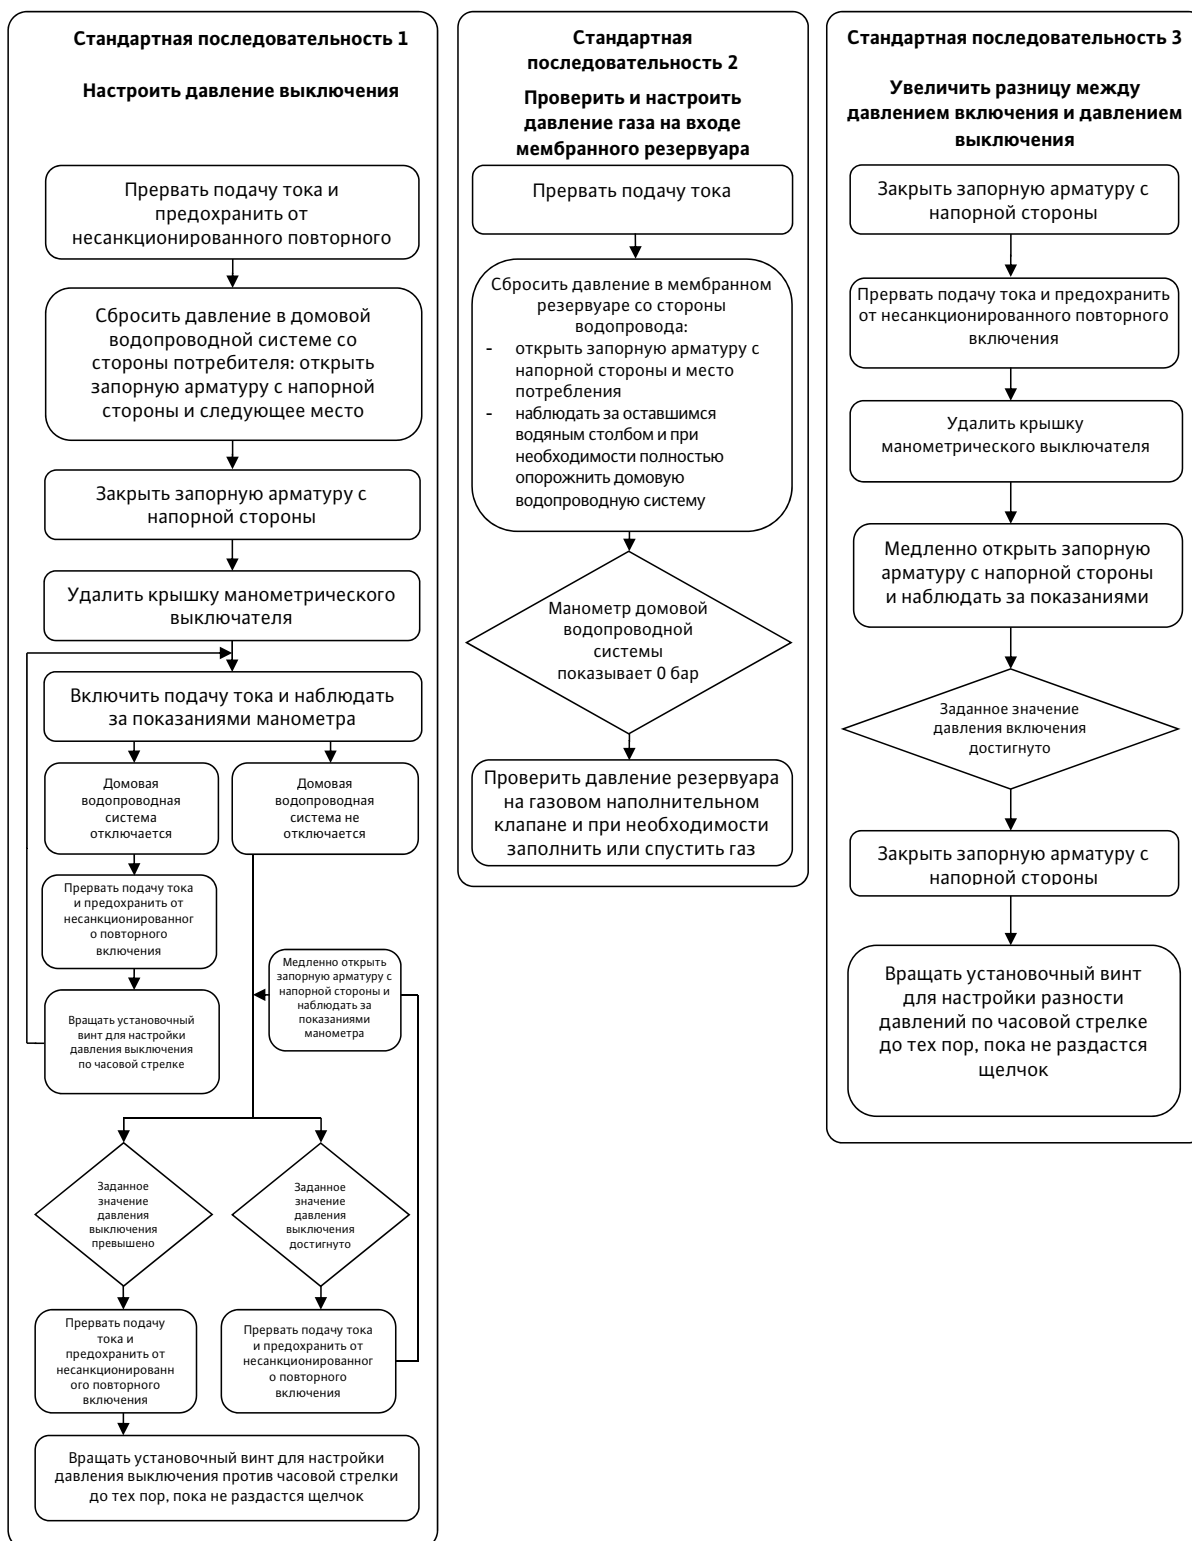 Стандартная последовательность 1
Настроить давление выключения
Прервать подачу тока и
предохранить от
несанкционированного повторного
Сбросить давление в домовой
водопроводной системе со
стороны потребителя: открыть
запорную арматуру с напорной
стороны и следующее место
Закрыть запорную арматуру с
напорной стороны
Удалить крышку манометрического
выключателя
Включить подачу тока и наблюдать
за показаниями манометра
Домовая
водопроводная
система
отключается
Домовая
водопроводная
система не
отключается
Прервать подачу тока
и предохранить от
несанкционированног
о повторного
включения
Медленно открыть
запорную арматуру с
напорной стороны и
наблюдать за
показаниями
манометра
Вращать установочный
винт для настройки
давления выключения
по часовой стрелке
Заданное
значение
давления
выключения
превышено
Заданное
значение
давления
выключения
достигнуто
Прервать подачу
тока и
предохранить от
несанкционированн
ого повторного
включения
Прервать подачу тока
и предохранить от
несанкционированног
о повторного
включения
Вращать установочный винт для настройки
давления выключения против часовой стрелки
до тех пор, пока не раздастся щелчок
Стандартная
последовательность 2
Проверить и настроить
давление газа на входе
мембранного резервуара
Прервать подачу тока
Сбросить давление в мембранном
резервуаре со стороны
водопровода:
- открыть запорную арматуру с
напорной стороны и место
потребления
- наблюдать за оставшимся
водяным столбом и при
необходимости полностью
опорожнить домовую
водопроводную систему
Манометр домовой
водопроводной
системы
показывает 0 бар
Проверить давление резервуара
на газовом наполнительном
клапане и при необходимости
заполнить или спустить газ
Стандартная последовательность 3
Увеличить разницу между
давлением включения и давлением
выключения
Закрыть запорную арматуру с
напорной стороны
Прервать подачу тока и предохранить
от несанкционированного повторного
включения
Удалить крышку
манометрического выключателя
Медленно открыть запорную
арматуру с напорной стороны
и наблюдать за показаниями
Заданное значение
давления включения
достигнуто
Закрыть запорную арматуру с
напорной стороны
Вращать установочный винт
для настройки разности
давлений по часовой стрелке
до тех пор, пока не раздастся
щелчок